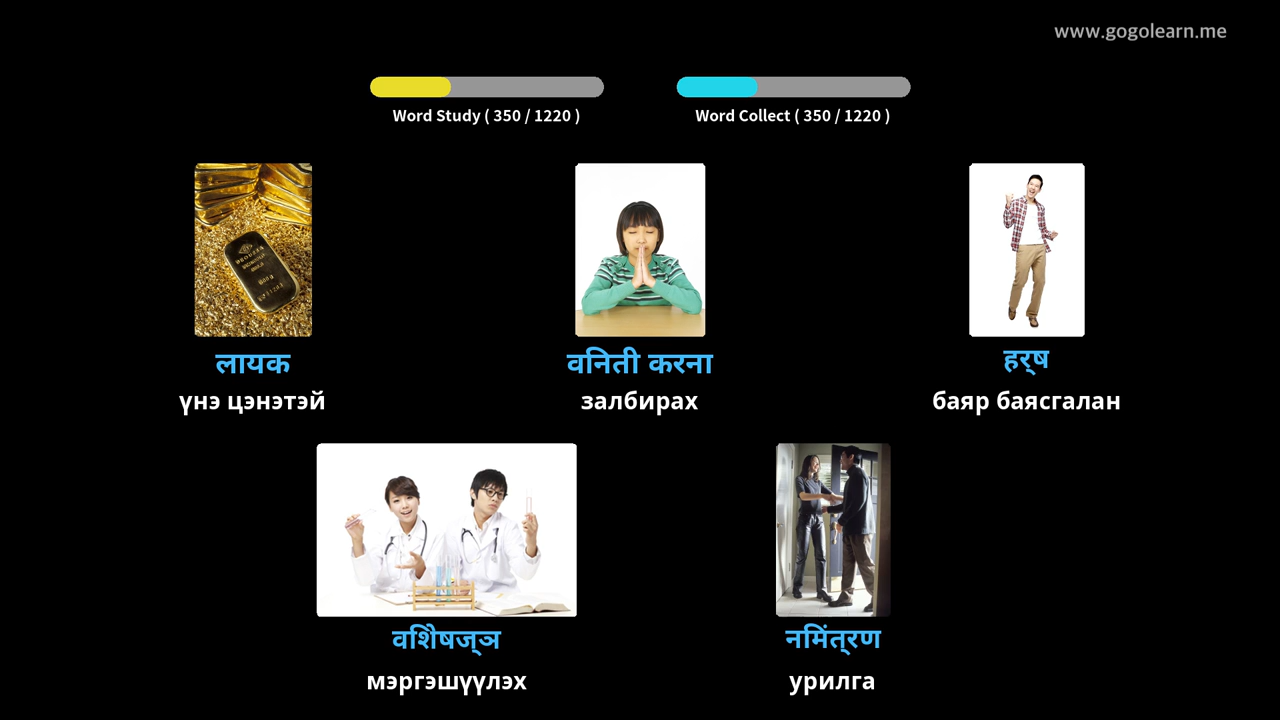 www.gogolearn.me
Word Study ( 350 / 1220 ) Word Collect ( 350 / 1220 )
लायक वनिती करना हर्‌ष
үнэ цэнэтэй залбирах баяр баясгалан
वशिेषज्‌ञ नमिंत्‌रण
мэргэшүүлэх урилга